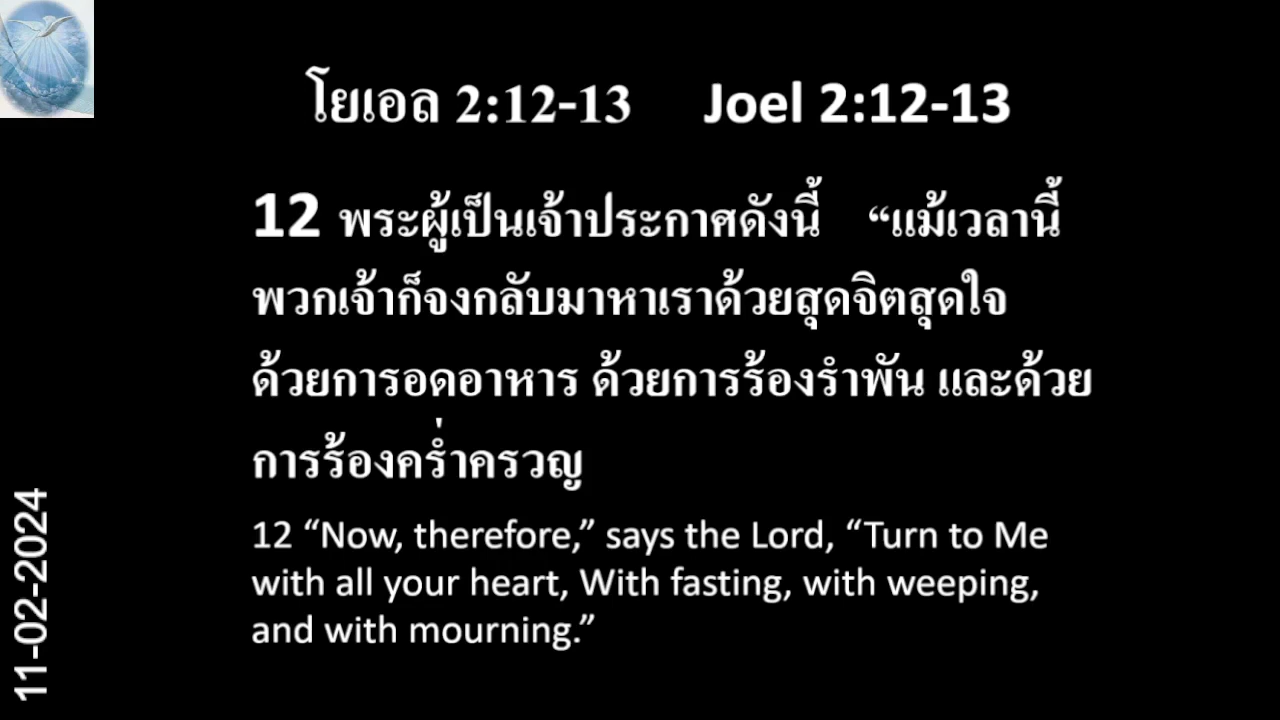 โยเอล 2:12-13 Joel 2:12-13
12 พระผู้เป็นเจ้าประกาศดังนี้ “แม้เวลานี้
พวกเจ้าก็จงกลับมาหาเราด้วยสุดจิตสุดใจ
ด้วยการอดอาหาร ด้วยการร้องรำพัน และด้วย
การร้องคร่ำครวญ
12 “Now, therefore,” says the Lord, “Turn to Me
with all your heart, With fasting, with weeping,
and with mourning.”
11-02-2024